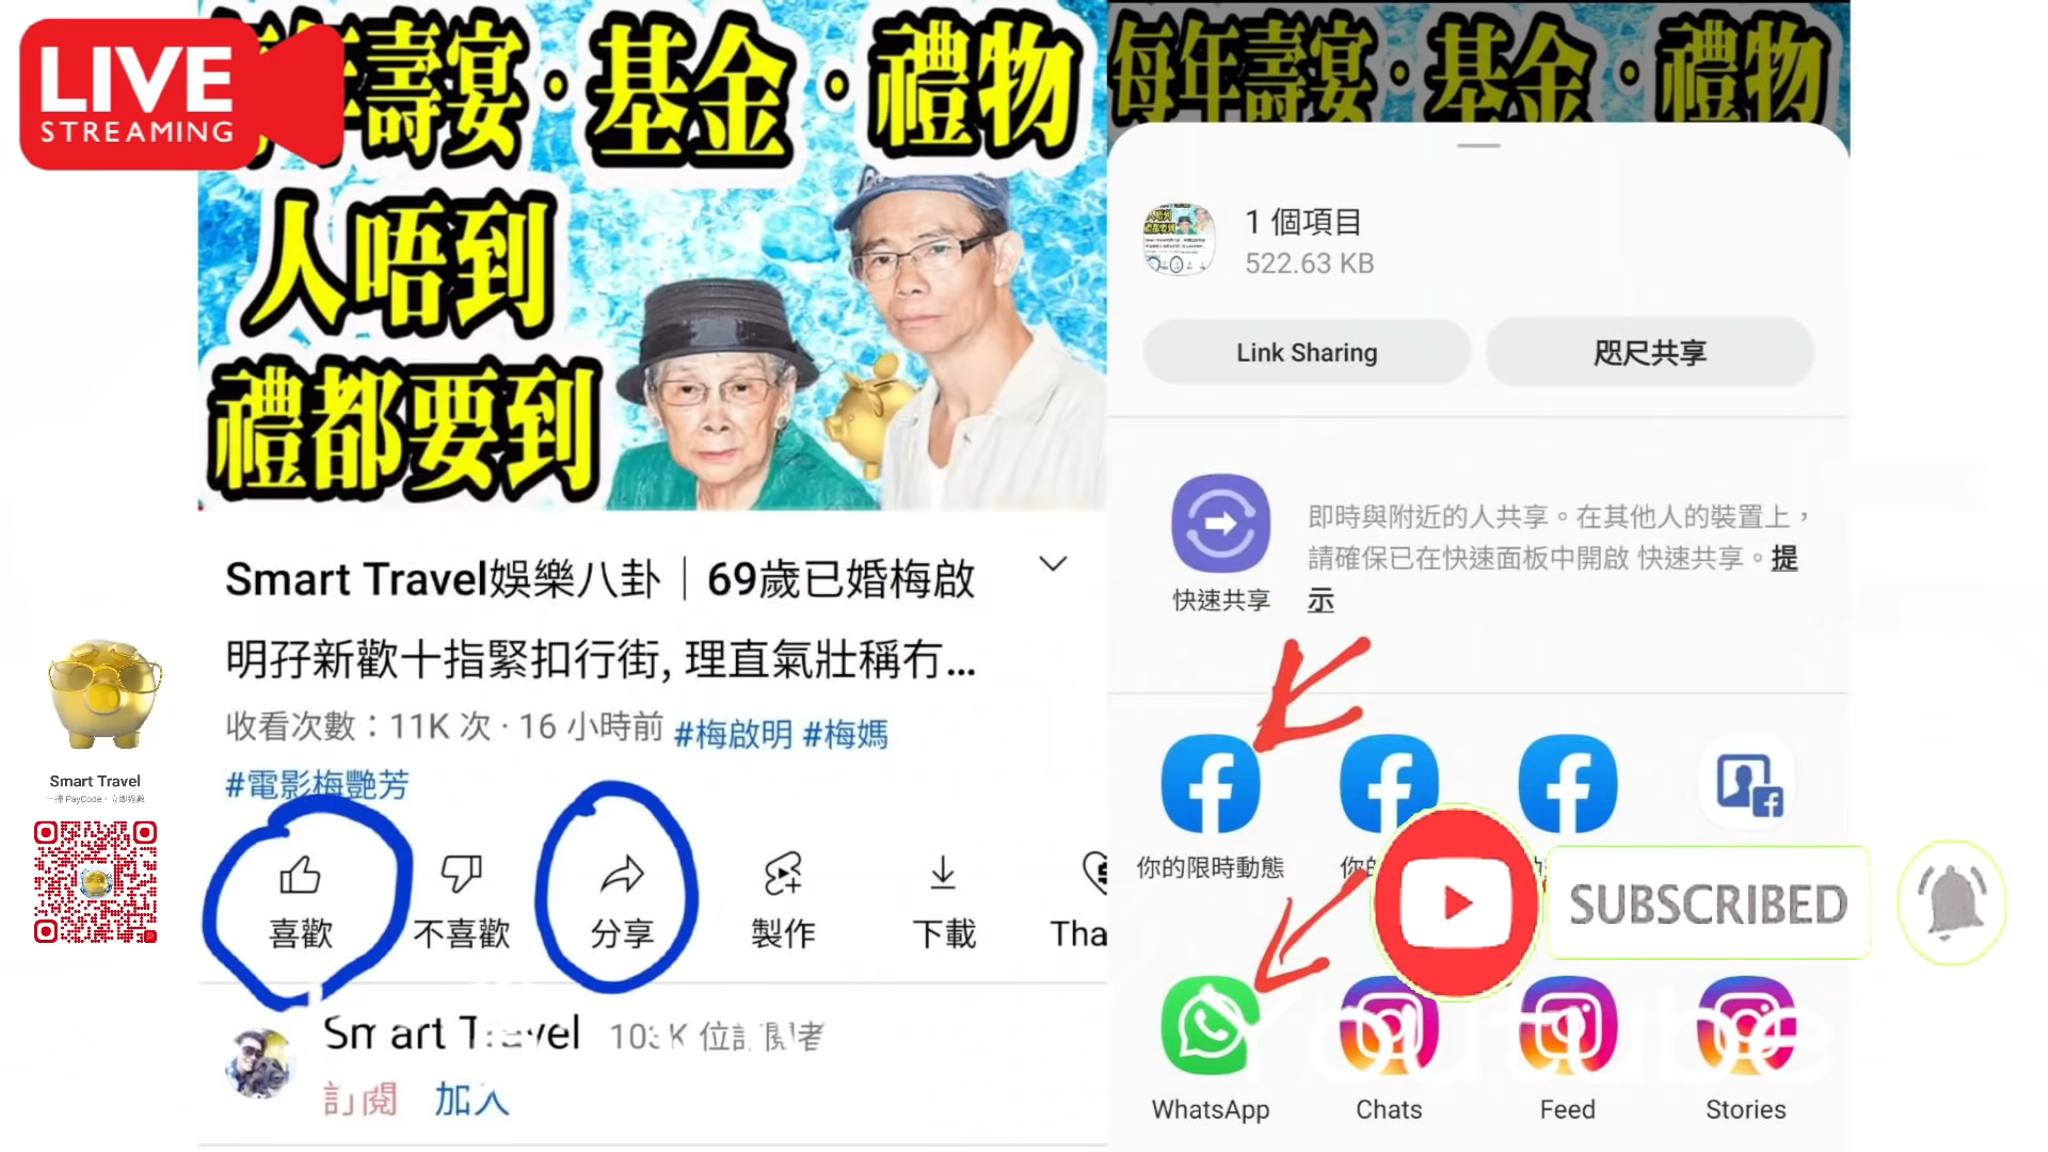 LIVE
STREAMING
年壽宴·基金·禮物
人唔到
禮都要到
Smart Travel娛樂八卦｜69歲已婚梅啟
明孖新歡十指緊扣行街, 理直氣壯稱冇...
收看次數：11K 次 · 16 小時前 #梅啟明 #梅媽
#電影梅艷芳
喜歡
不喜歡
分享
製作
下載
Tha
Smart Travel
位訂閱者
訂閱 加入
Smart Travel
每年壽宴·基金·禮物
1 個項目
522.63 KB
Link Sharing
咫尺共享
快速共享
即時與附近的人共享。在其他人的裝置上，
請確保已在快速面板中開啟 快速共享。提
示
你的限時動態
SUBSCRIBED
Youtube
WhatsApp
Chats
Feed
Stories